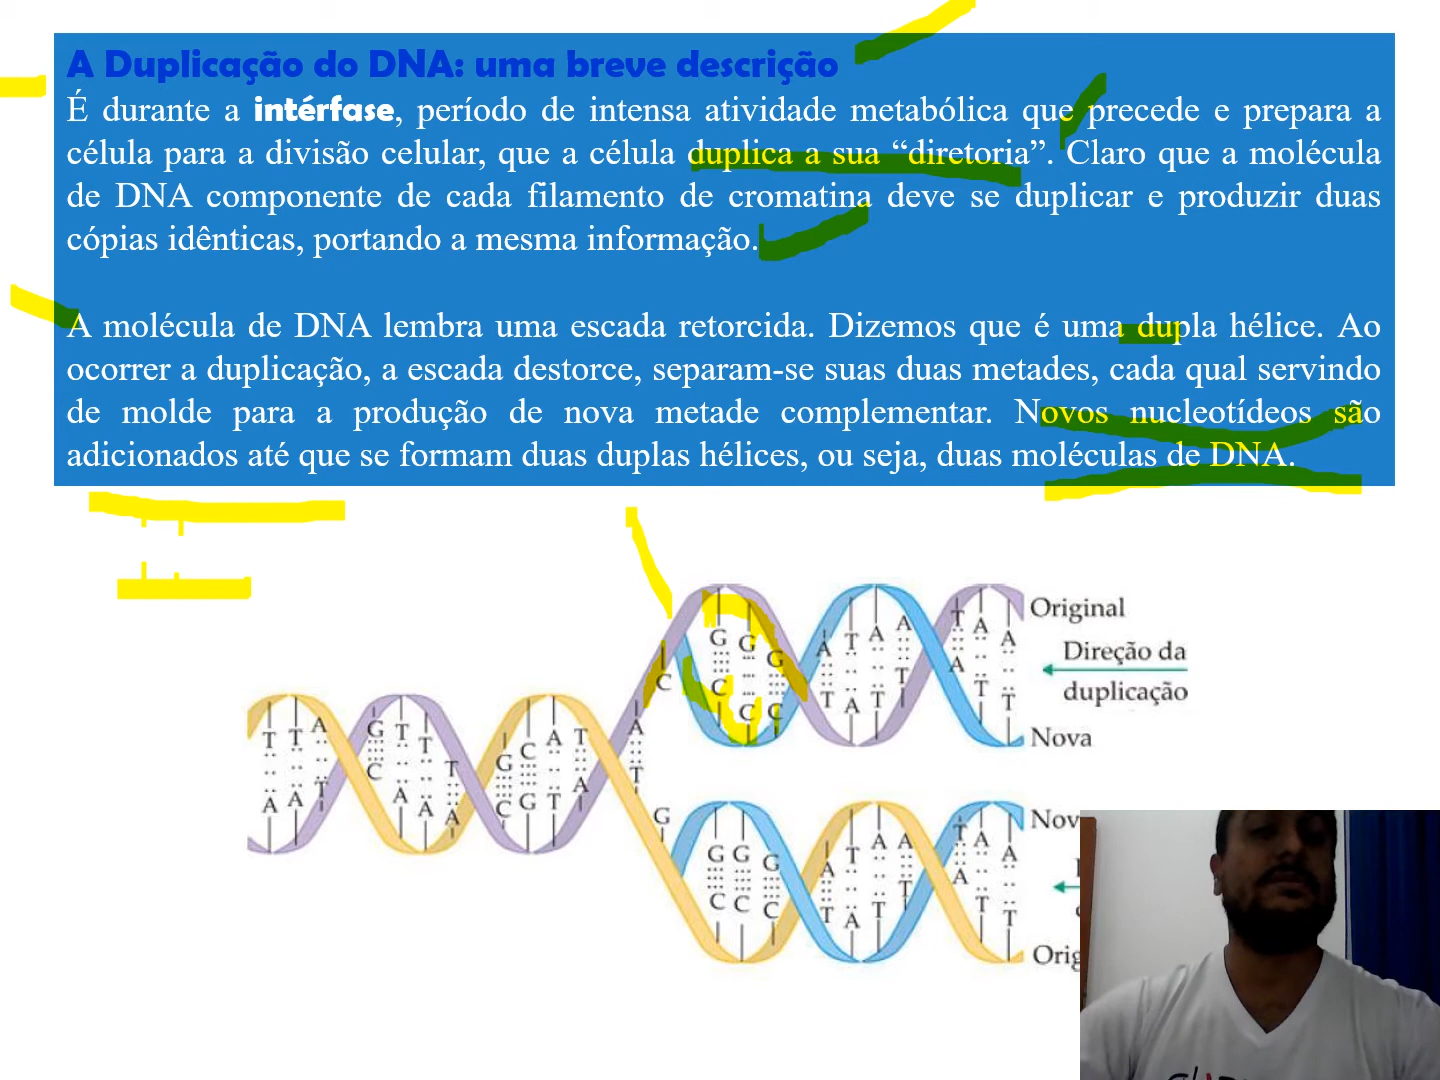 A Duplicação do DNA: uma breve descrição
É durante a intérfase, período de intensa atividade metabólica que precede e prepara a
célula para a divisão celular, que a célula duplica a sua “diretoria”. Claro que a molécula
de DNA componente de cada filamento de cromatina deve se duplicar e produzir duas
cópias idênticas, portando a mesma informação.
A molécula de DNA lembra uma escada retorcida. Dizemos que é uma dupla hélice. Ao
ocorrer a duplicação, a escada destorce, separam-se suas duas metades, cada qual servindo
de molde para a produção de nova metade complementar. Novos nucleotídeos são
adicionados até que se formam duas duplas hélices, ou seja, duas moléculas de DNA.
Original
Direção da
duplicação
Nova
G G G
C C C
A T A A
T A T T
T A A
A T T
C
A
T
T T A
A A T
G T T T
C A A A
G C A T
C G T A
G
G G G
C C C
A T A A
T A T T
T A A
A T T
Nov
Orig